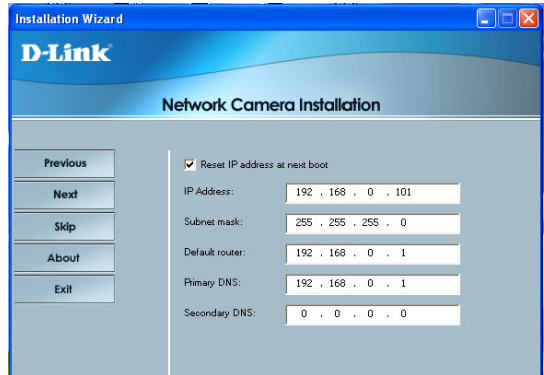 Installation Wizard
D-Link
Network Camera Installation
Previous
Next
Skip
About
Exit
Reset IP address at next boot
IP Address: 192 . 168 . 0 . 101
Subnet mask: 255 . 255 . 255 . 0
Default router: 192 . 168 . 0 . 1
Primary DNS: 192 . 168 . 0 . 1
Secondary DNS: 0 . 0 . 0 . 0